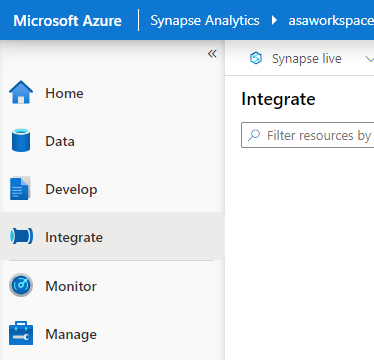 Microsoft Azure
Synapse Analytics
asaworkspace
«
Synapse live
Home
Integrate
Data
Filter resources by
Develop
Integrate
Monitor
Manage